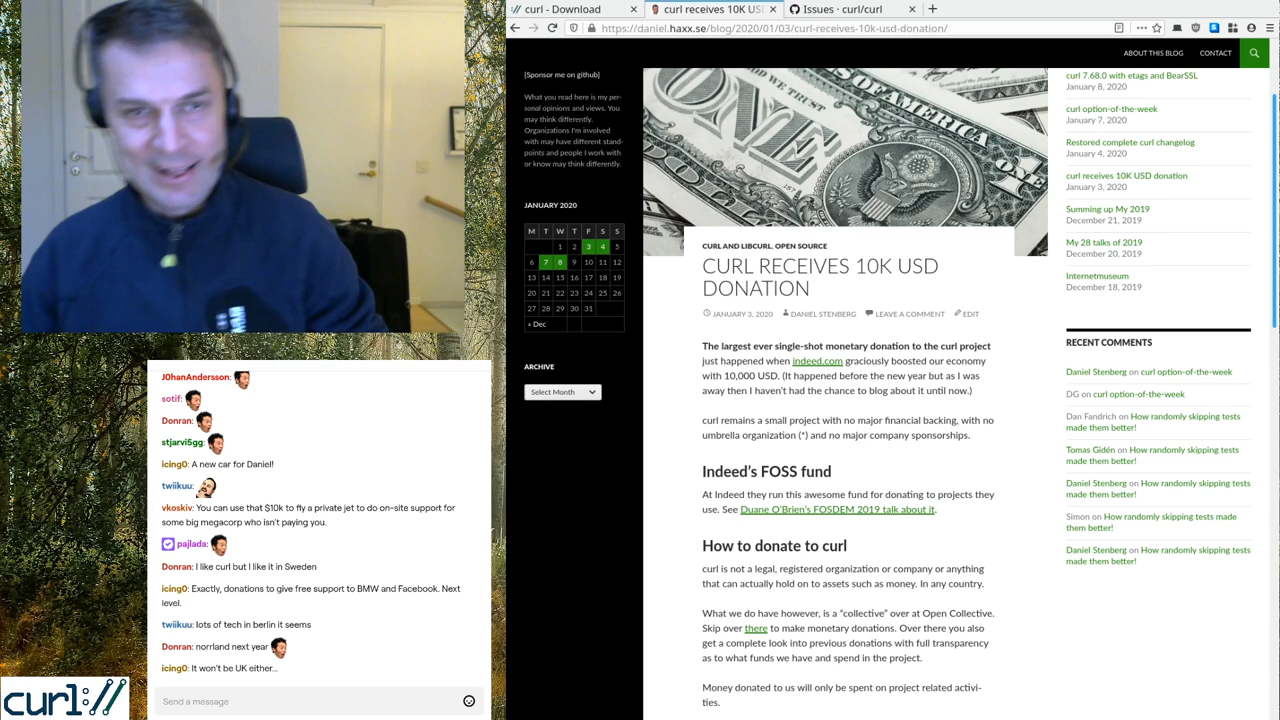 curl - Download
curl receives 10K USD
Issues · curl/curl
https://daniel.haxx.se/blog/2020/01/03/curl-receives-10k-usd-donation/
ABOUT THIS BLOG
CONTACT
[Sponsor me on github]
What you read here is my per-
sonal opinions and views. You
may think differently.
Organizations I'm involved
with may have different stand-
points and people I work with
or know may think differently.
JANUARY 2020
M T W T F S S
1 2 3 4 5
6 7 8 9 10 11 12
13 14 15 16 17 18 19
20 21 22 23 24 25 26
27 28 29 30 31
« Dec
ARCHIVE
Select Month
CURL AND LIBCURL, OPEN SOURCE
CURL RECEIVES 10K USD
DONATION
JANUARY 3, 2020
DANIEL STENBERG
LEAVE A COMMENT
EDIT
The largest ever single-shot monetary donation to the curl project
just happened when indeed.com graciously boosted our economy
with 10,000 USD. (It happened before the new year but as I was
away then I haven't had the chance to blog about it until now.)
curl remains a small project with no major financial backing, with no
umbrella organization (*) and no major company sponsorships.
Indeed's FOSS fund
At Indeed they run this awesome fund for donating to projects they
use. See Duane O'Brien's FOSDEM 2019 talk about it.
How to donate to curl
curl is not a legal, registered organization or company or anything
that can actually hold on to assets such as money. In any country.
What we do have however, is a "collective" over at Open Collective.
Skip over there to make monetary donations. Over there you also
get a complete look into previous donations with full transparency
as to what funds we have and spend in the project.
Money donated to us will only be spent on project related activi-
ties.
curl 7.68.0 with etags and BearSSL
January 8, 2020
curl option-of-the-week
January 7, 2020
Restored complete curl changelog
January 4, 2020
curl receives 10K USD donation
January 3, 2020
Summing up My 2019
December 21, 2019
My 28 talks of 2019
December 20, 2019
Internetmuseum
December 18, 2019
RECENT COMMENTS
Daniel Stenberg on curl option-of-the-week
DG on curl option-of-the-week
Dan Fandrich on How randomly skipping tests
made them better!
Tomas Gidén on How randomly skipping tests
made them better!
Daniel Stenberg on How randomly skipping tests
made them better!
Simon on How randomly skipping tests
made them better!
Daniel Stenberg on How randomly skipping tests
made them better!
J0hanAndersson:
sotif:
Donran:
stjarvi5gg:
icing0: A new car for Daniel!
twiikuu:
vkoskiv: You can use that $10k to fly a private jet to do on-site support for
some big megacorp who isn't paying you.
pajlada:
Donran: I like curl but I like it in Sweden
icing0: Exactly, donations to give free support to BMW and Facebook. Next
level.
twiikuu: lots of tech in berlin it seems
Donran: norrland next year
icing0: It won't be UK either...
Send a message
curl://